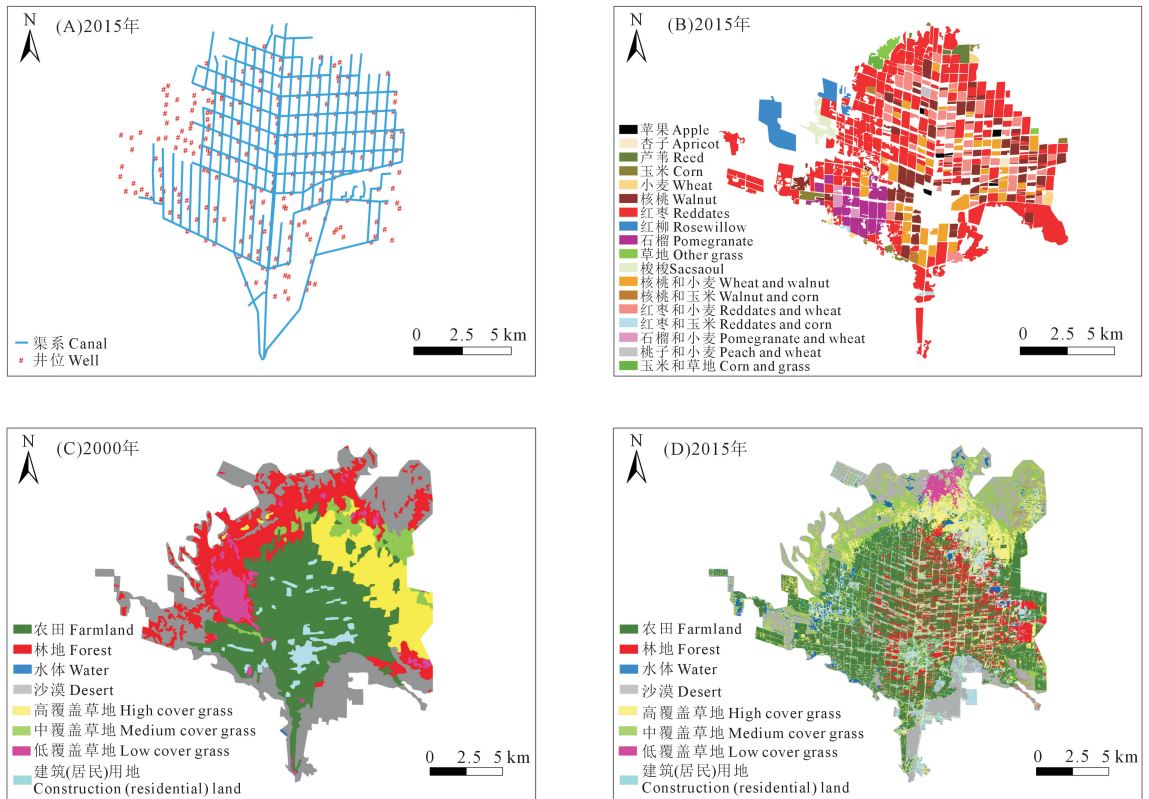 N
(A)2015年
渠系 Canal
井位 Well
0 2.5 5 km
N
(B)2015年
苹果 Apple
杏子 Apricot
芦苇 Reed
玉米 Corn
小麦 Wheat
核桃 Walnut
红枣 Reddates
红柳 Rosewillow
石榴 Pomegranate
草地 Other grass
梭梭 Sacsaoul
核桃和小麦 Wheat and walnut
核桃和玉米 Walnut and corn
红枣和小麦 Reddates and wheat
红枣和玉米 Reddates and corn
石榴和小麦 Pomegranate and wheat
桃子和小麦 Peach and wheat
玉米和草地 Corn and grass
0 2.5 5 km
N
(C)2000年
农田 Farmland
林地 Forest
水体 Water
沙漠 Desert
高覆盖草地 High cover grass
中覆盖草地 Medium cover grass
低覆盖草地 Low cover grass
建筑(居民)用地
Construction (residential) land
0 2.5 5 km
N
(D)2015年
农田 Farmland
林地 Forest
水体 Water
沙漠 Desert
高覆盖草地 High cover grass
中覆盖草地 Medium cover grass
低覆盖草地 Low cover grass
建筑(居民)用地
Construction (residential) land
0 2.5 5 km